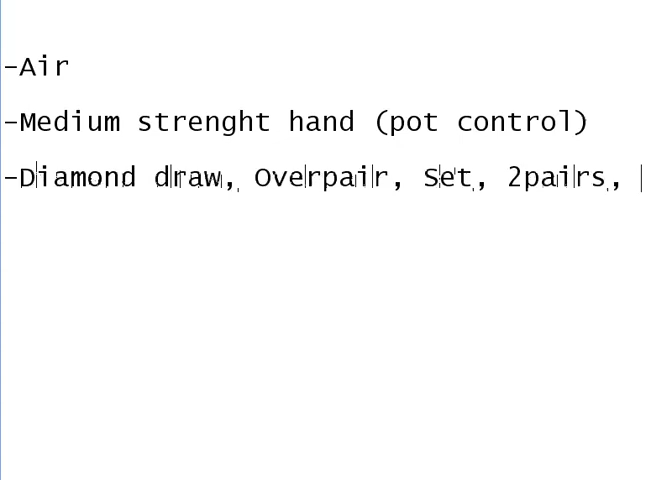 -Air
-Medium strenght hand (pot control)
-Diamond draw, Overpair, Set, 2pairs,